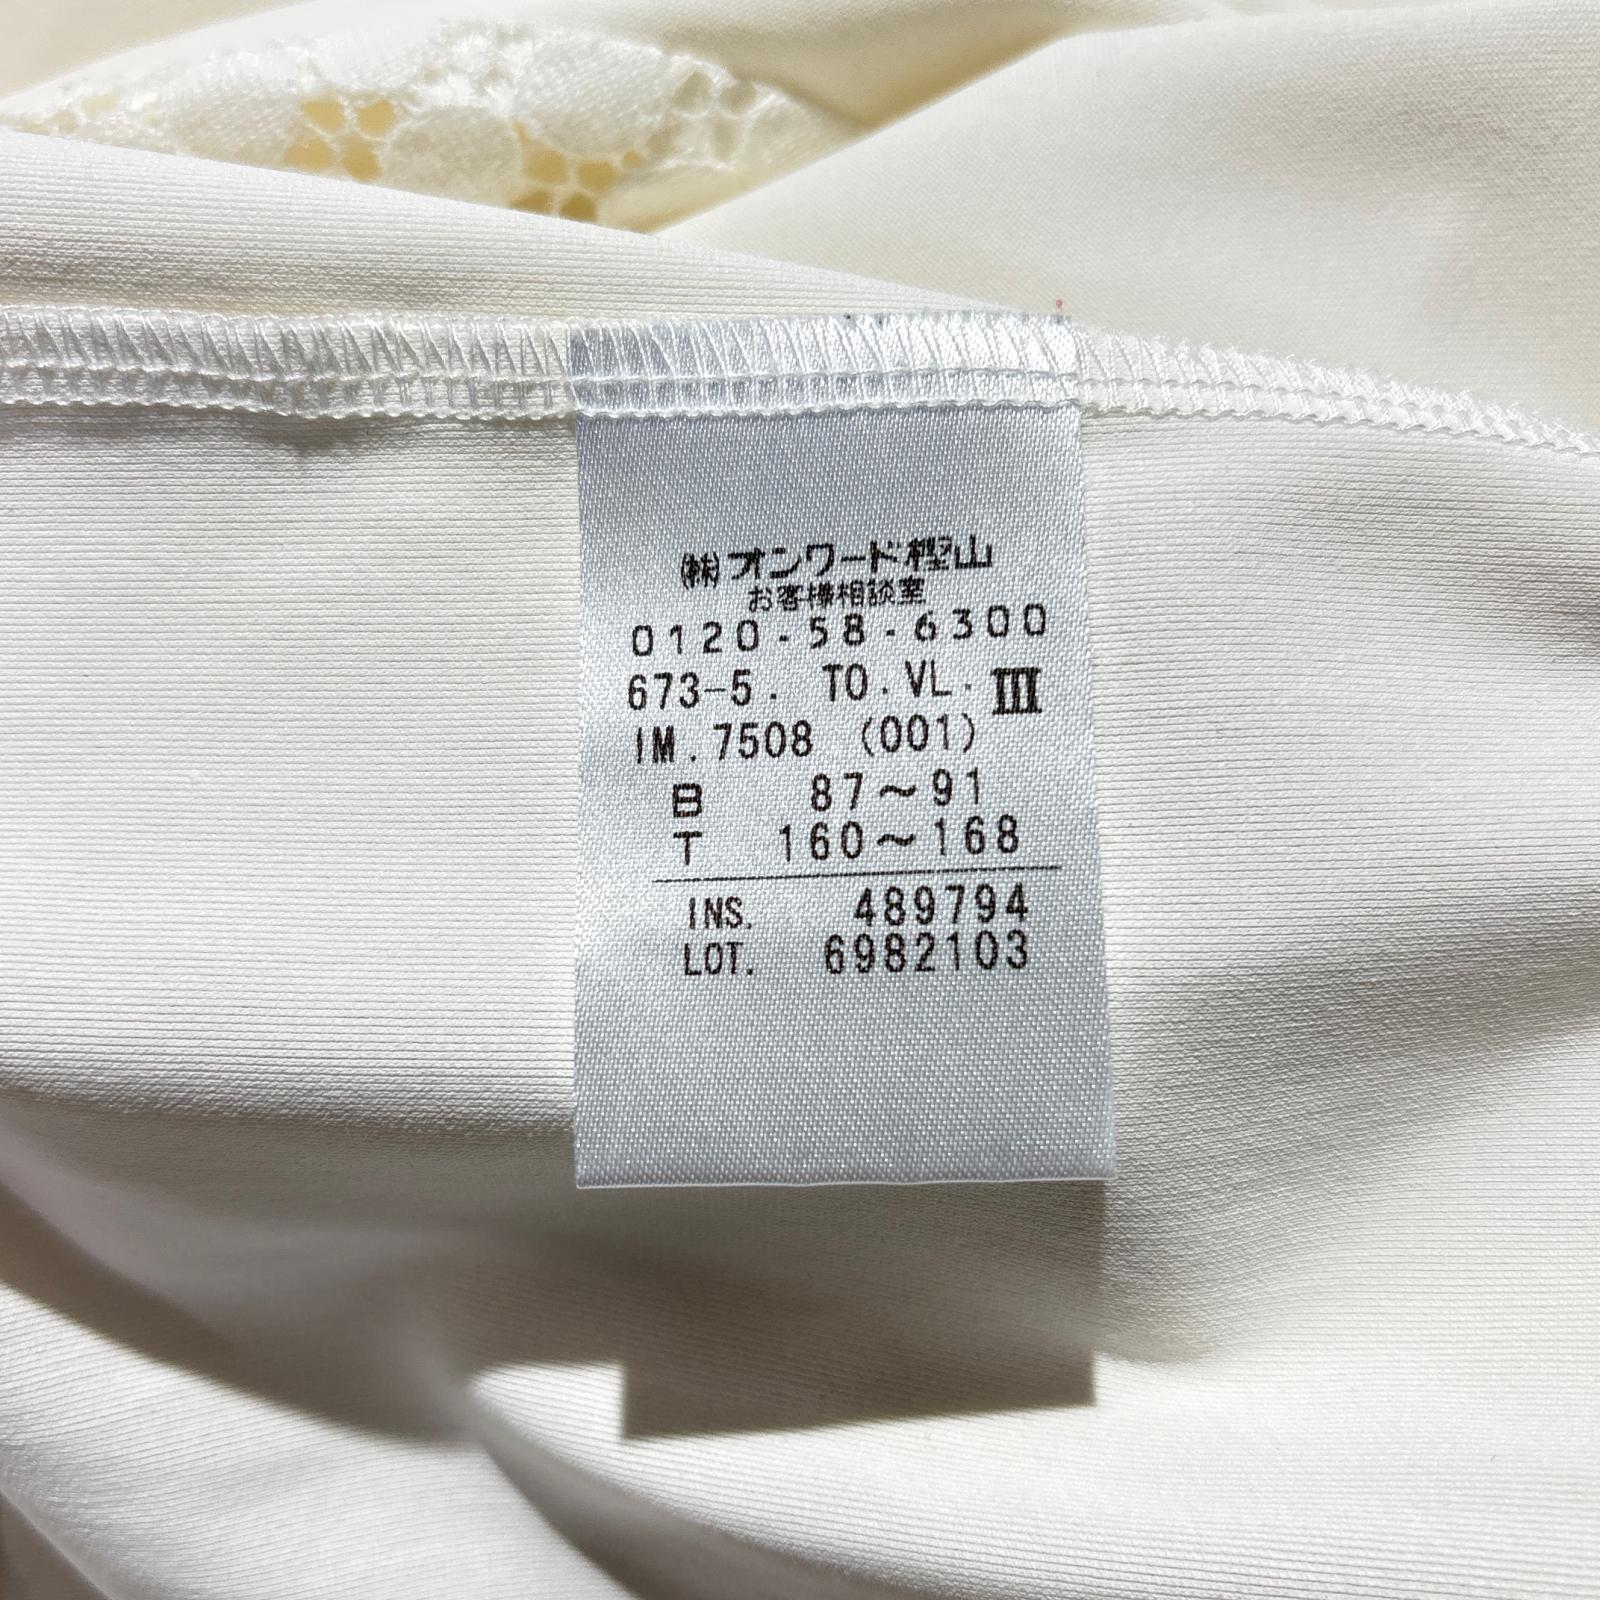 ㈱オンワード樫山
お客様相談室
0120-58-6300
673-5. TO.VL. III
IM.7508 (001)
B 87〜91
T 160〜168
INS. 489794
LOT. 6982103